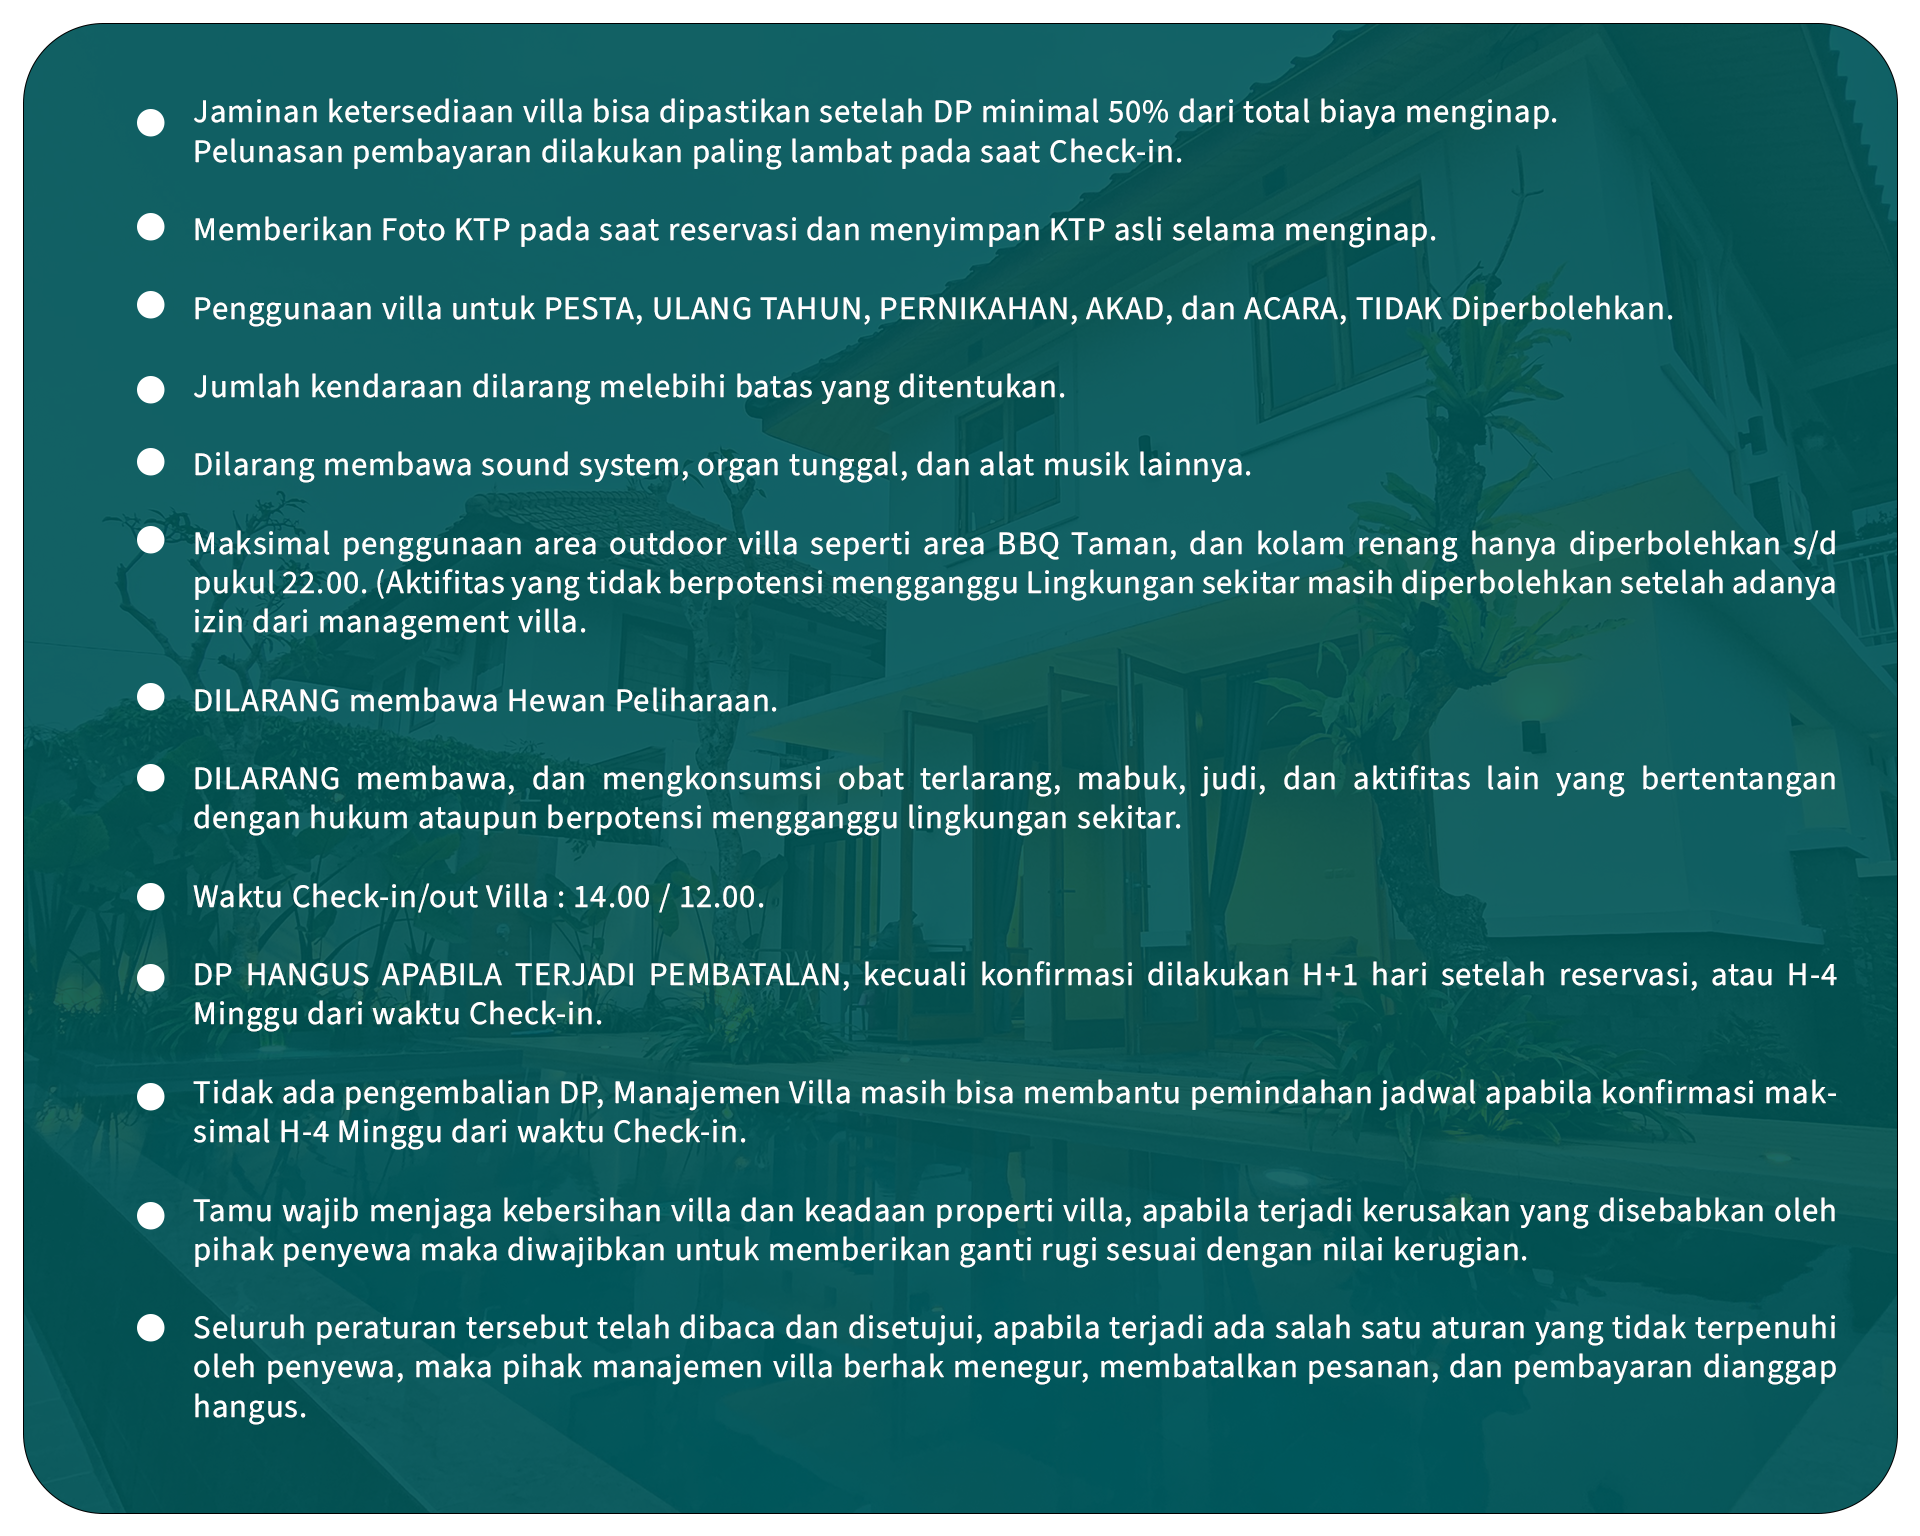 Jaminan ketersediaan villa bisa dipastikan setelah DP minimal 50% dari total biaya menginap.
Pelunasan pembayaran dilakukan paling lambat pada saat Check-in.
Memberikan Foto KTP pada saat reservasi dan menyimpan KTP asli selama menginap.
Penggunaan villa untuk PESTA, ULANG TAHUN, PERNIKAHAN, AKAD, dan ACARA, TIDAK Diperbolehkan.
Jumlah kendaraan dilarang melebihi batas yang ditentukan.
Dilarang membawa sound system, organ tunggal, dan alat musik lainnya.
Maksimal penggunaan area outdoor villa seperti area BBQ Taman, dan kolam renang hanya diperbolehkan s/d
pukul 22.00. (Aktifitas yang tidak berpotensi mengganggu Lingkungan sekitar masih diperbolehkan setelah adanya
izin dari management villa.
DILARANG membawa Hewan Peliharaan.
DILARANG membawa, dan mengkonsumsi obat terlarang, mabuk, judi, dan aktifitas lain yang bertentangan
dengan hukum ataupun berpotensi mengganggu lingkungan sekitar.
Waktu Check-in/out Villa : 14.00 / 12.00.
DP HANGUS APABILA TERJADI PEMBATALAN, kecuali konfirmasi dilakukan H+1 hari setelah reservasi, atau H-4
Minggu dari waktu Check-in.
Tidak ada pengembalian DP, Manajemen Villa masih bisa membantu pemindahan jadwal apabila konfirmasi mak-
simal H-4 Minggu dari waktu Check-in.
Tamu wajib menjaga kebersihan villa dan keadaan properti villa, apabila terjadi kerusakan yang disebabkan oleh
pihak penyewa maka diwajibkan untuk memberikan ganti rugi sesuai dengan nilai kerugian.
Seluruh peraturan tersebut telah dibaca dan disetujui, apabila terjadi ada salah satu aturan yang tidak terpenuhi
oleh penyewa, maka pihak manajemen villa berhak menegur, membatalkan pesanan, dan pembayaran dianggap
hangus.